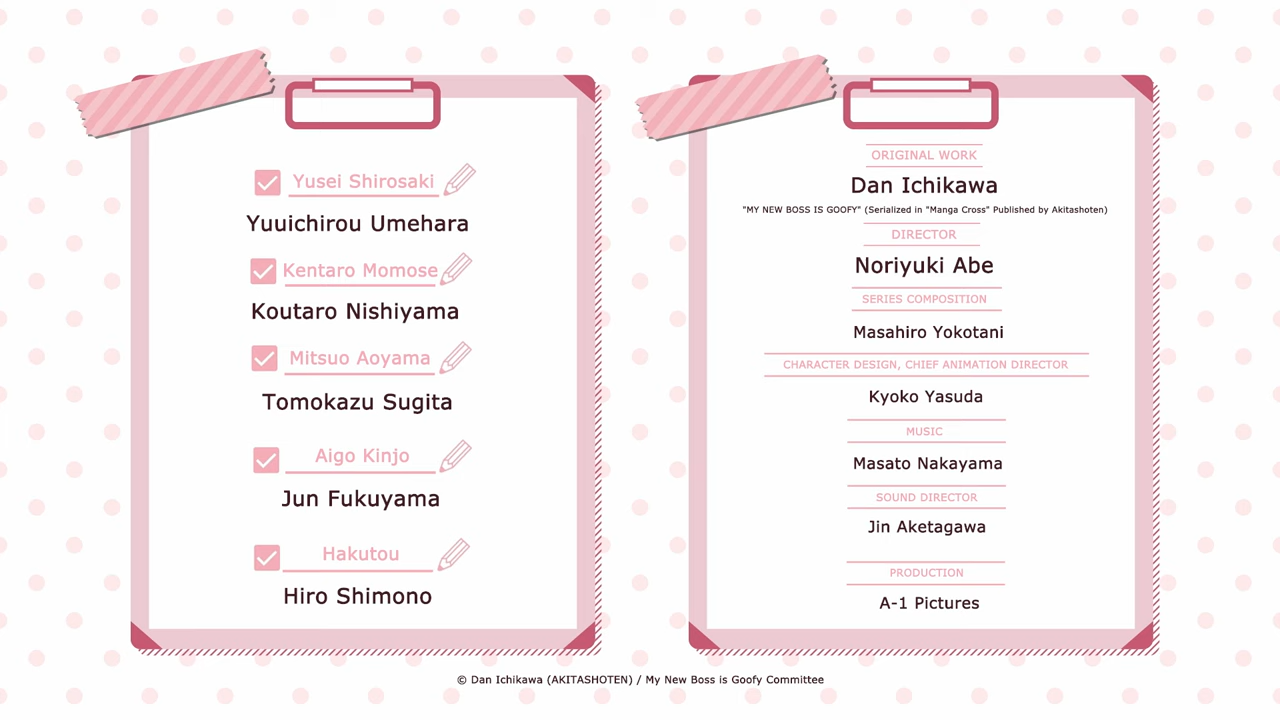 Yusei Shirosaki
Yuuichirou Umehara
Kentaro Momose
Koutaro Nishiyama
Mitsuo Aoyama
Tomokazu Sugita
Aigo Kinjo
Jun Fukuyama
Hakutou
Hiro Shimono
ORIGINAL WORK
Dan Ichikawa
"MY NEW BOSS IS GOOFY" (Serialized in "Manga Cross" Published by Akitashoten)
DIRECTOR
Noriyuki Abe
SERIES COMPOSITION
Masahiro Yokotani
CHARACTER DESIGN, CHIEF ANIMATION DIRECTOR
Kyoko Yasuda
MUSIC
Masato Nakayama
SOUND DIRECTOR
Jin Aketagawa
PRODUCTION
A-1 Pictures
© Dan Ichikawa (AKITASHOTEN) / My New Boss is Goofy Committee